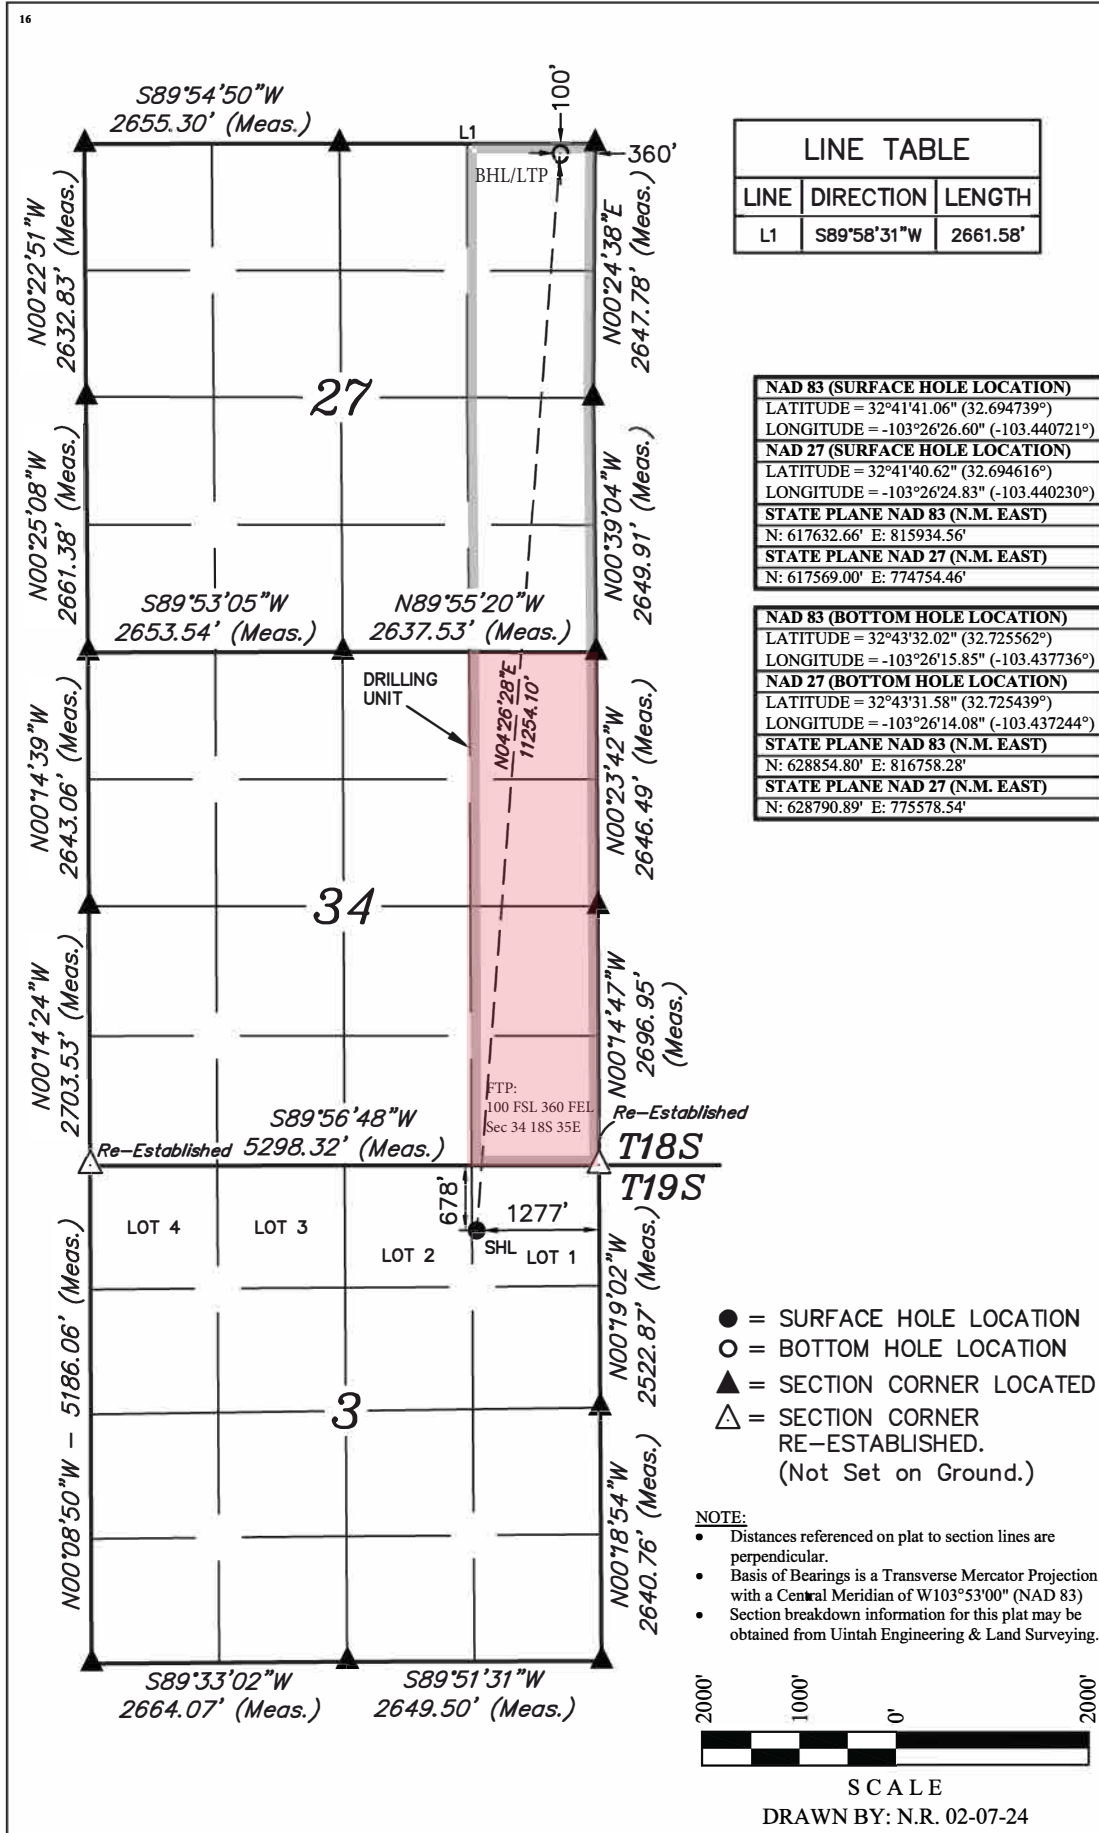 16
S89°54'50"W
2655.30' (Meas.)
L1
100'
360'
BHL/LTP
N00°22'51"W
2632.83' (Meas.)
N00°24'38"E
2647.78' (Meas.)
27
N00°25'08"W
2661.38' (Meas.)
N00°39'04"W
2649.91' (Meas.)
S89°53'05"W
2653.54' (Meas.)
N89°55'20"W
2637.53' (Meas.)
DRILLING
UNIT
N04°26'28"E
11254.10'
N00°14'39"W
2643.06' (Meas.)
N00°23'42"W
2646.49' (Meas.)
34
N00°14'24"W
2703.53' (Meas.)
N00°14'47"W
2696.95'
(Meas.)
FTP:
100 FSL 360 FEL
Sec 34 18S 35E
S89°56'48"W
5298.32' (Meas.)
Re-Established
Re-Established
T18S
T19S
678'
1277'
SHL
LOT 4
LOT 3
LOT 2
LOT 1
N00°08'50"W - 5186.06' (Meas.)
N00°19'02"W
2522.87' (Meas.)
3
N00°18'54"W
2640.76' (Meas.)
S89°33'02"W
2664.07' (Meas.)
S89°51'31"W
2649.50' (Meas.)
LINE TABLE
LINE DIRECTION LENGTH
L1 S89°58'31"W 2661.58'
NAD 83 (SURFACE HOLE LOCATION)
LATITUDE = 32°41'41.06" (32.694739°)
LONGITUDE = -103°26'26.60" (-103.440721°)
NAD 27 (SURFACE HOLE LOCATION)
LATITUDE = 32°41'40.62" (32.694616°)
LONGITUDE = -103°26'24.83" (-103.440230°)
STATE PLANE NAD 83 (N.M. EAST)
N: 617632.66' E: 815934.56'
STATE PLANE NAD 27 (N.M. EAST)
N: 617569.00' E: 774754.46'
NAD 83 (BOTTOM HOLE LOCATION)
LATITUDE = 32°43'32.02" (32.725562°)
LONGITUDE = -103°26'15.85" (-103.437736°)
NAD 27 (BOTTOM HOLE LOCATION)
LATITUDE = 32°43'31.58" (32.725439°)
LONGITUDE = -103°26'14.08" (-103.437244°)
STATE PLANE NAD 83 (N.M. EAST)
N: 628854.80' E: 816758.28'
STATE PLANE NAD 27 (N.M. EAST)
N: 628790.89' E: 775578.54'
= SURFACE HOLE LOCATION
= BOTTOM HOLE LOCATION
= SECTION CORNER LOCATED
= SECTION CORNER
RE-ESTABLISHED.
(Not Set on Ground.)
NOTE:
• Distances referenced on plat to section lines are
perpendicular.
• Basis of Bearings is a Transverse Mercator Projection
with a Central Meridian of W103°53'00" (NAD 83)
• Section breakdown information for this plat may be
obtained from Uintah Engineering & Land Surveying.
2000' 1000' 0' 2000'
SCALE
DRAWN BY: N.R. 02-07-24